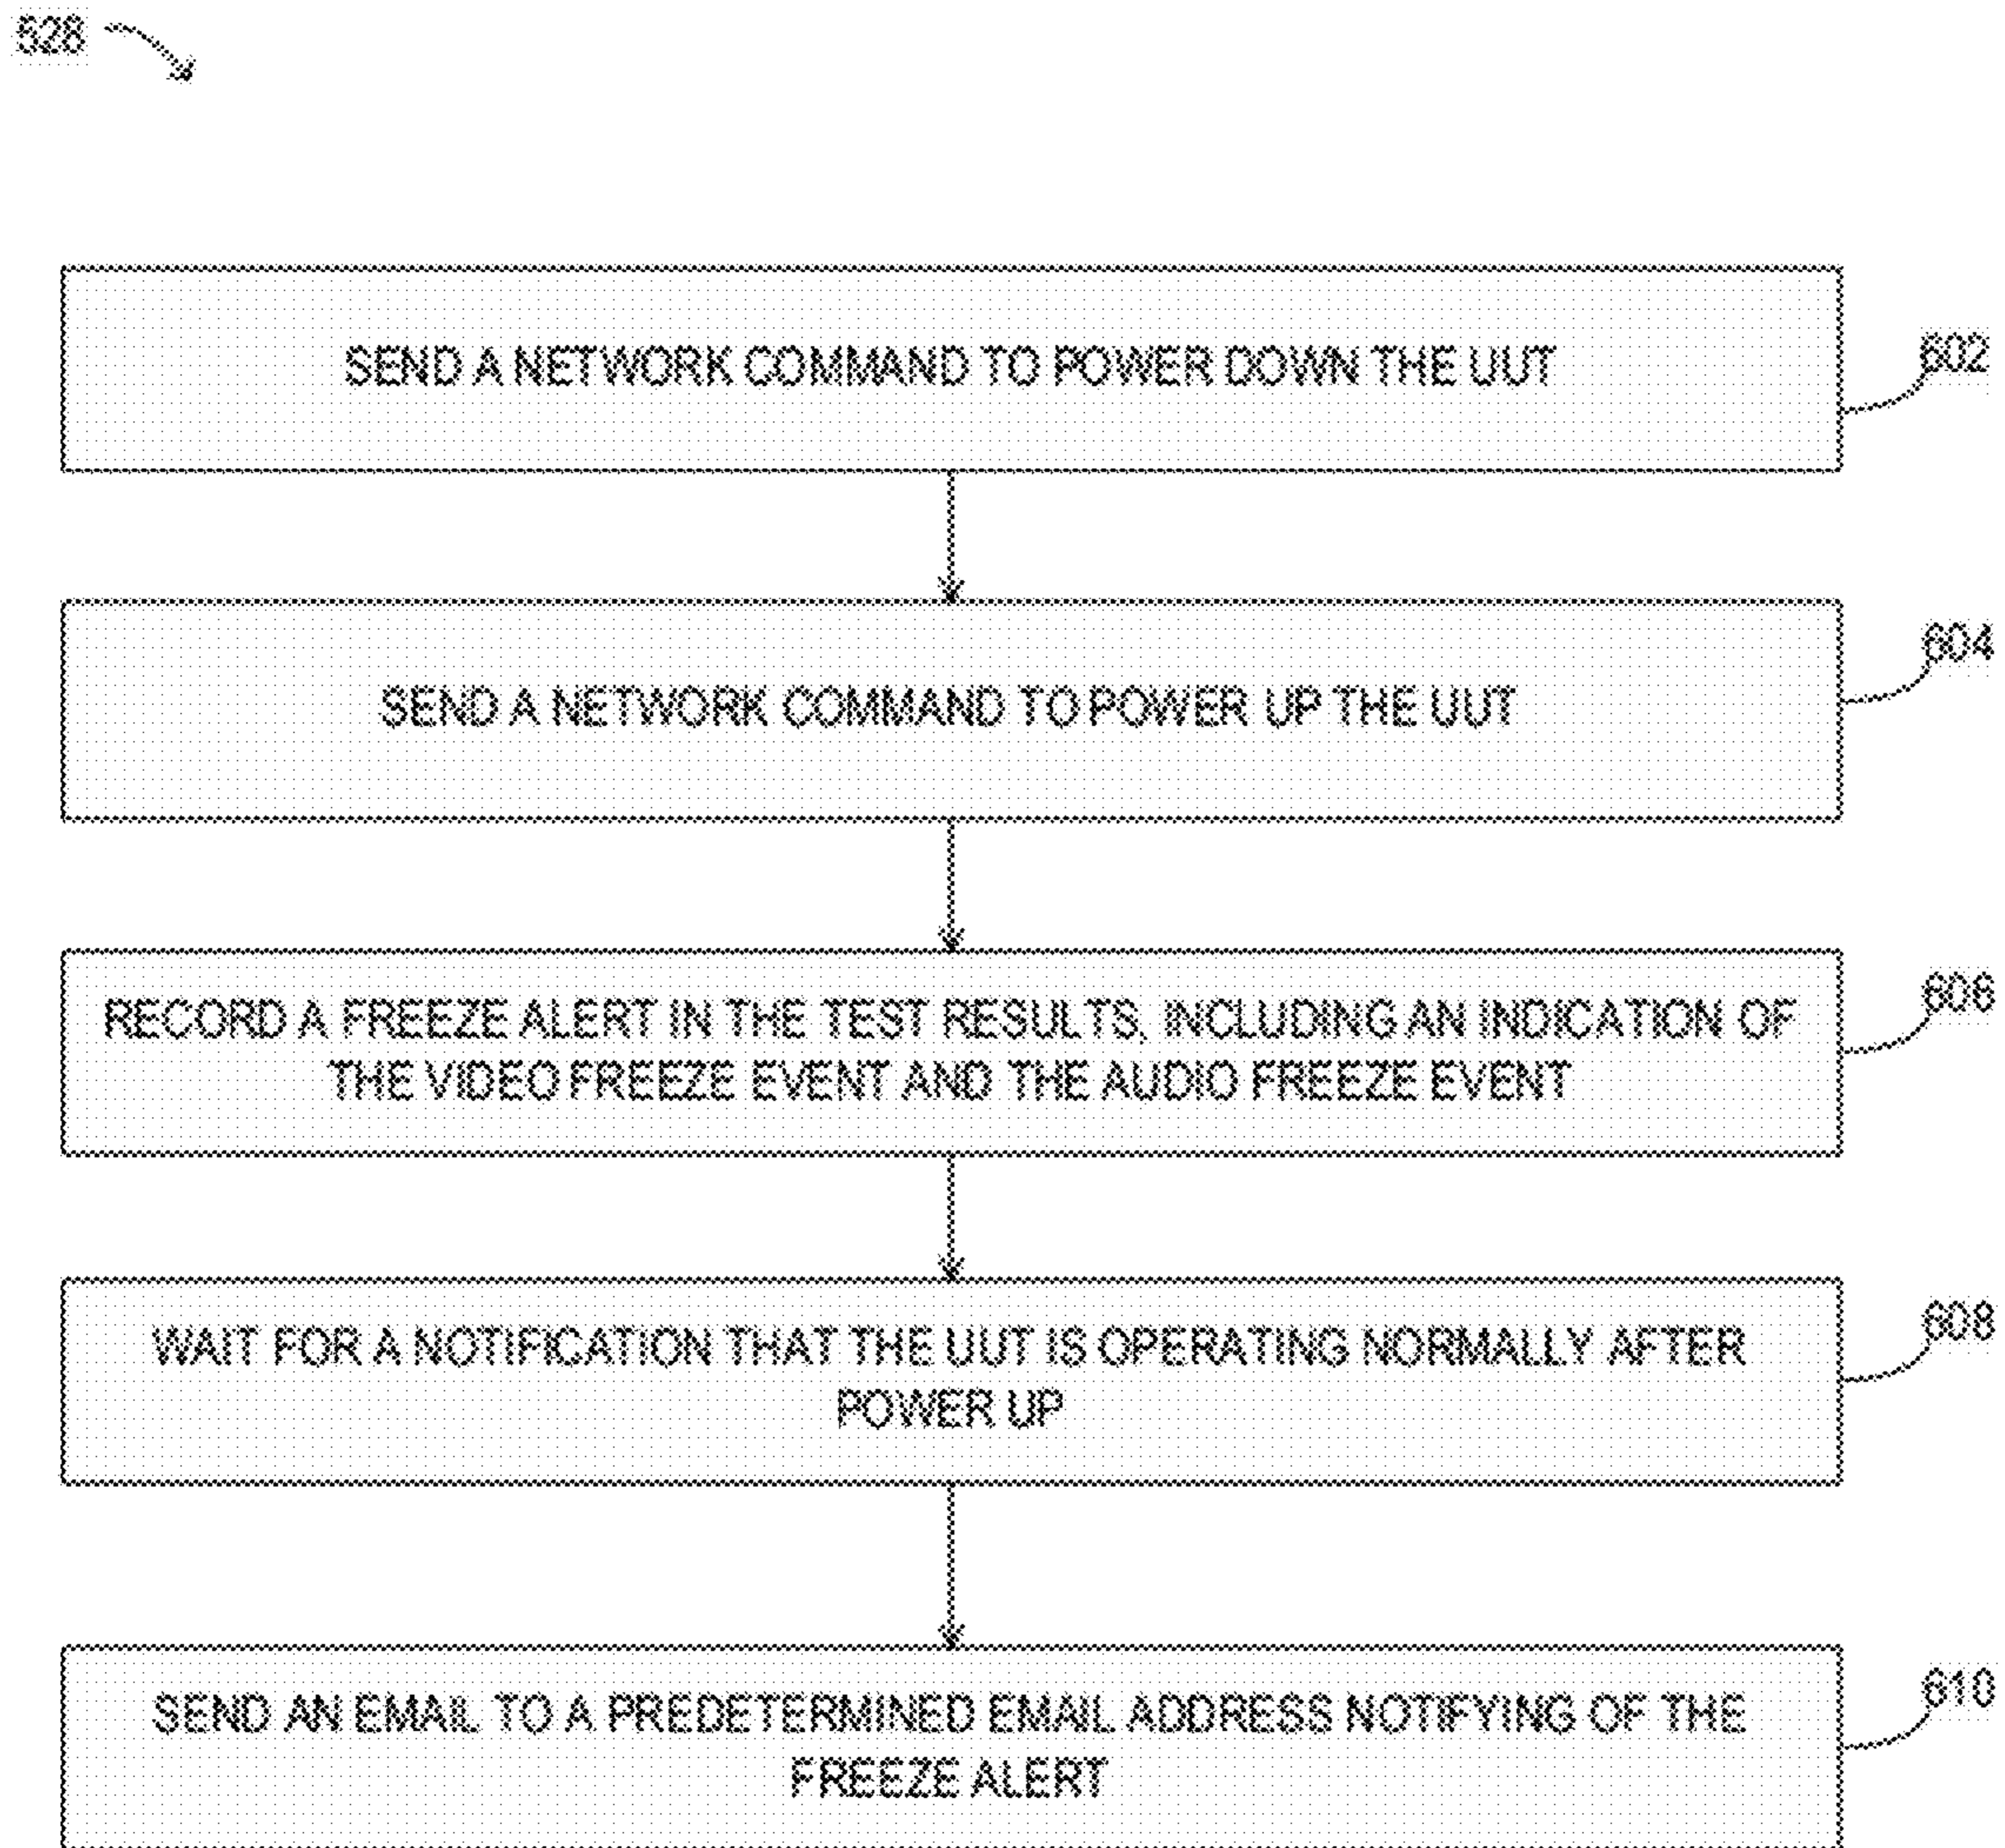 528
SEND A NETWORK COMMAND TO POWER DOWN THE UUT
602
SEND A NETWORK COMMAND TO POWER UP THE UUT
604
RECORD A FREEZE ALERT IN THE TEST RESULTS, INCLUDING AN INDICATION OF
THE VIDEO FREEZE EVENT AND THE AUDIO FREEZE EVENT
606
WAIT FOR A NOTIFICATION THAT THE UUT IS OPERATING NORMALLY AFTER
POWER UP
608
SEND AN EMAIL TO A PREDETERMINED EMAIL ADDRESS NOTIFYING OF THE
FREEZE ALERT
610